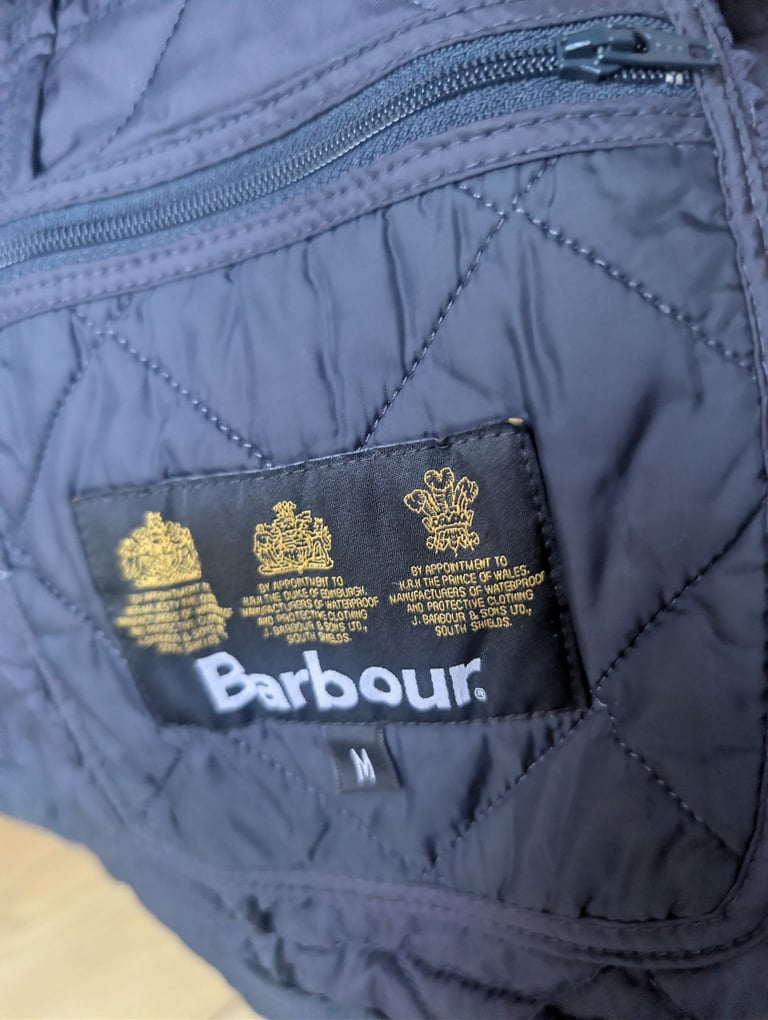 BY APPOINTMENT TO
H.R.H. THE DUKE OF EDINBURGH,
MANUFACTURERS OF WATERPROOF
AND PROTECTIVE CLOTHING
J. BARBOUR & SONS LTD.,
SOUTH SHIELDS.
BY APPOINTMENT TO
H.R.H THE PRINCE OF WALES.
MANUFACTURERS OF WATERPROOF
AND PROTECTIVE CLOTHING
J. BARBOUR & SONS LTD.,
SOUTH SHIELDS.
Barbour.®
M